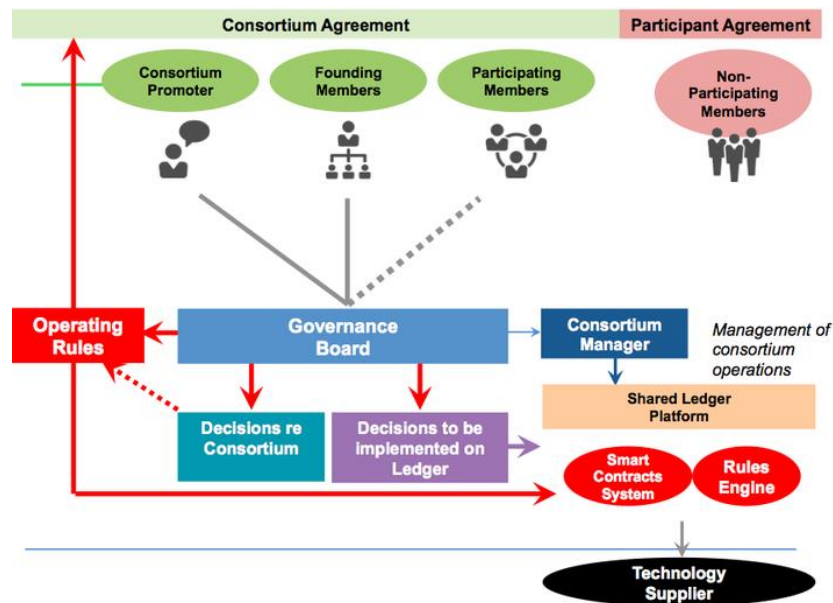 Consortium Agreement
Participant Agreement
Consortium
Promoter
Founding
Members
Participating
Members
Non-
Participating
Members
Operating
Rules
Governance
Board
Consortium
Manager
Management of
consortium
operations
Shared Ledger
Platform
Decisions re
Consortium
Decisions to be
implemented on
Ledger
Smart
Contracts
System
Rules
Engine
Technology
Supplier